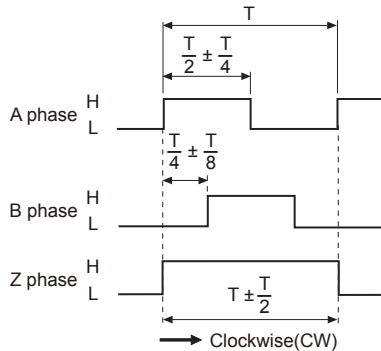 T
T/2 ± T/4
A phase H
L
T/4 ± T/8
B phase H
L
Z phase H
L
T ± T/2
Clockwise(CW)